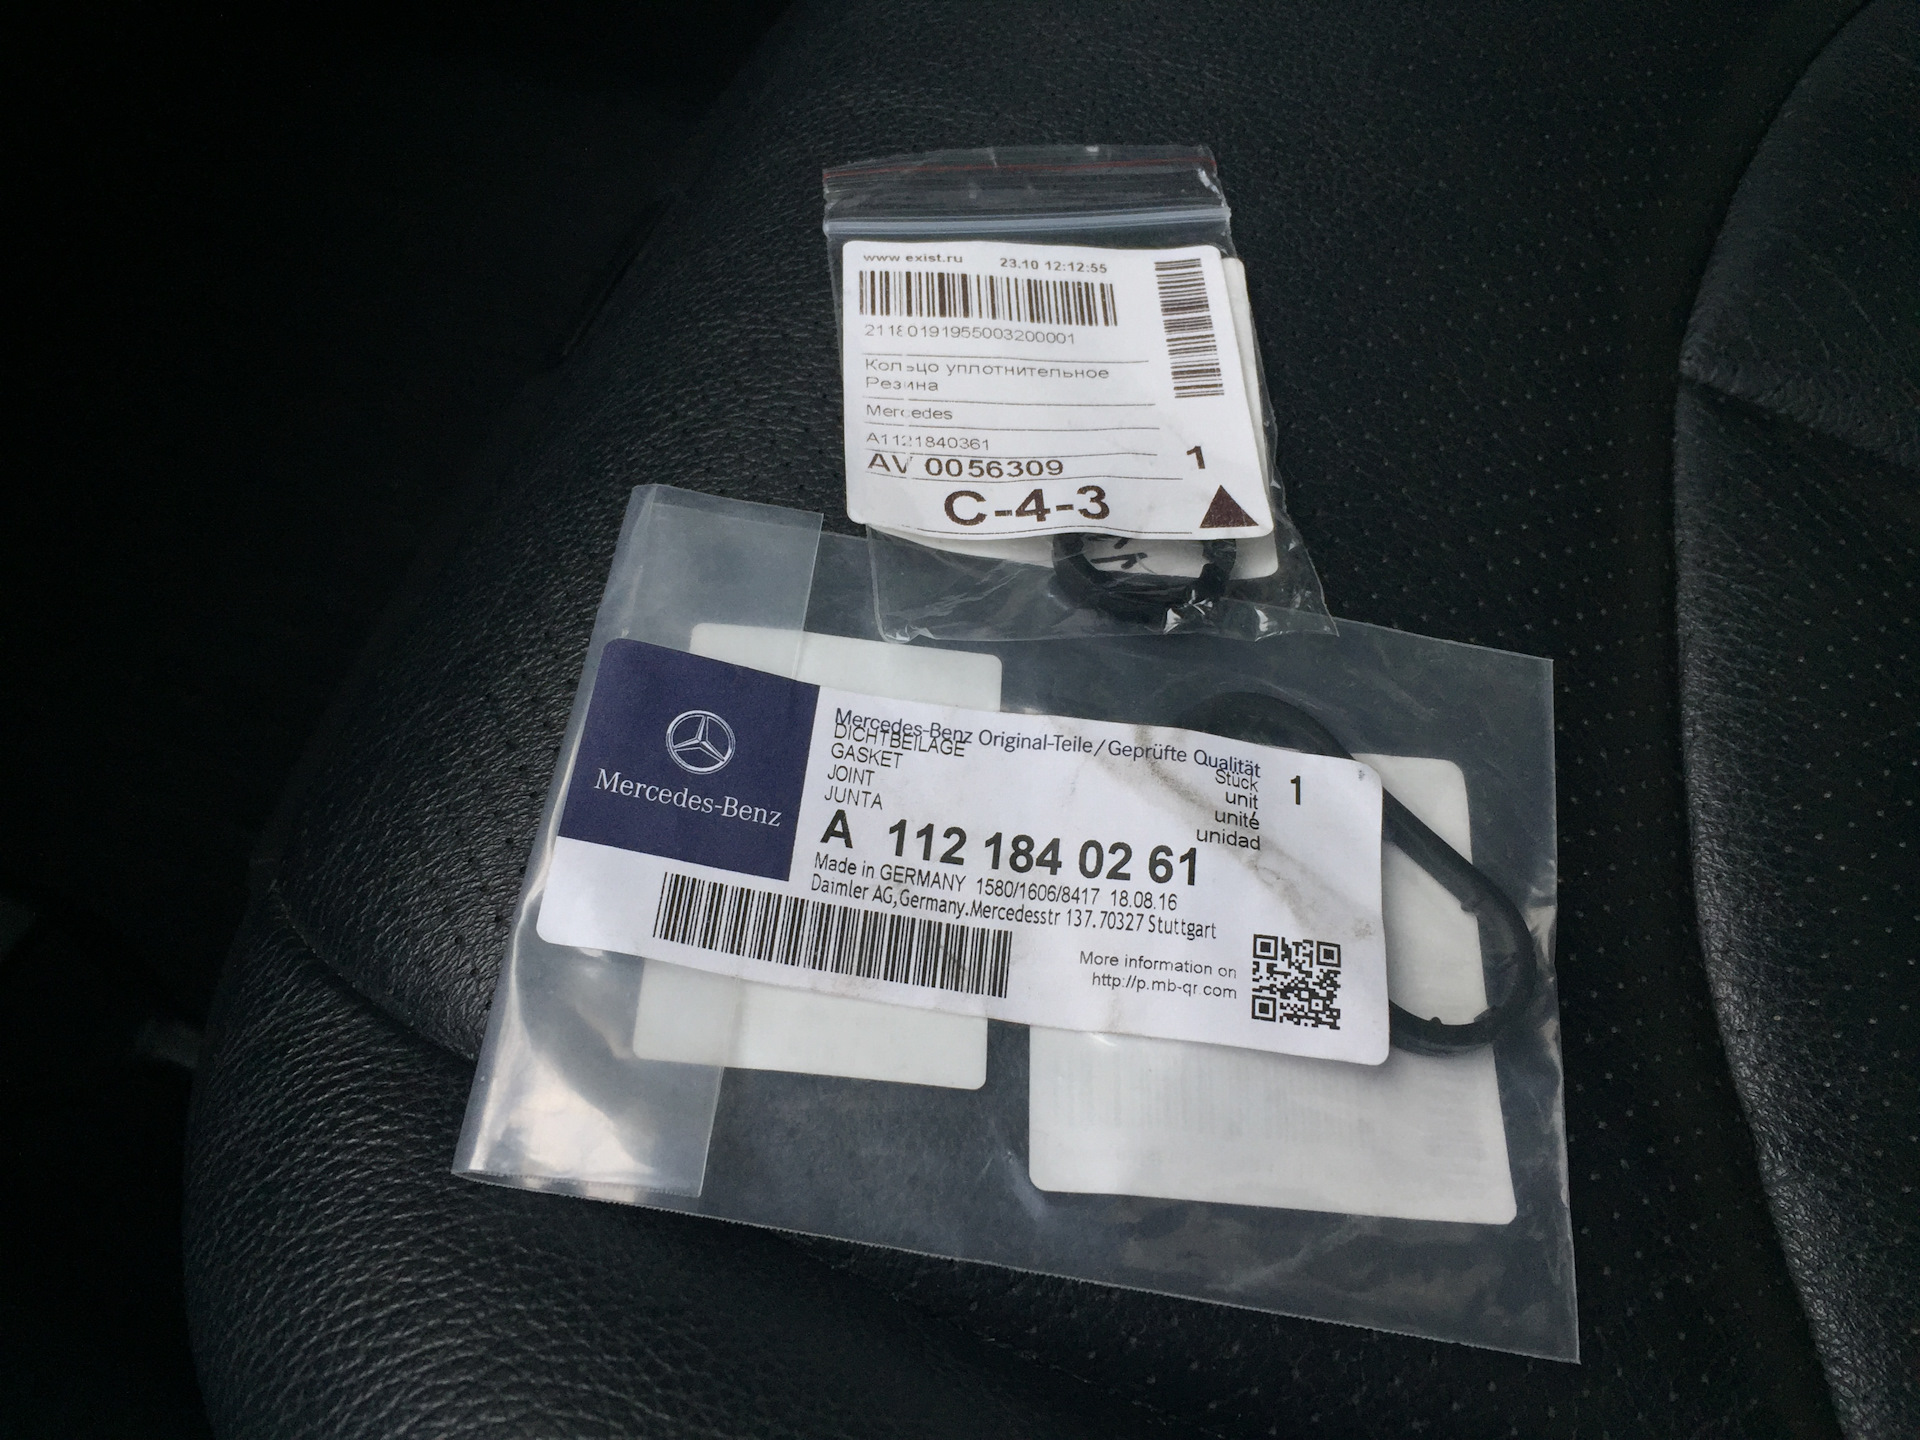 www exist.ru 23.10 12:12:55
21180191955003200001
Кольцо уплотнительное
Резина
Mercedes
A1121840361
AV 0056309 1
C-4-3
Mercedes-Benz
Mercedes-Benz Original-Teile/Geprüfte Qualität
DICHTBEILAGE Stück 1
GASKET unit
JOINT unité
JUNTA unidad
A 112 184 02 61
Made in GERMANY 1580/1606/8417 18.08.16
Daimler AG,Germany.Mercedesstr 137.70327 Stuttgart
More information on
http://p.mb-qr.com